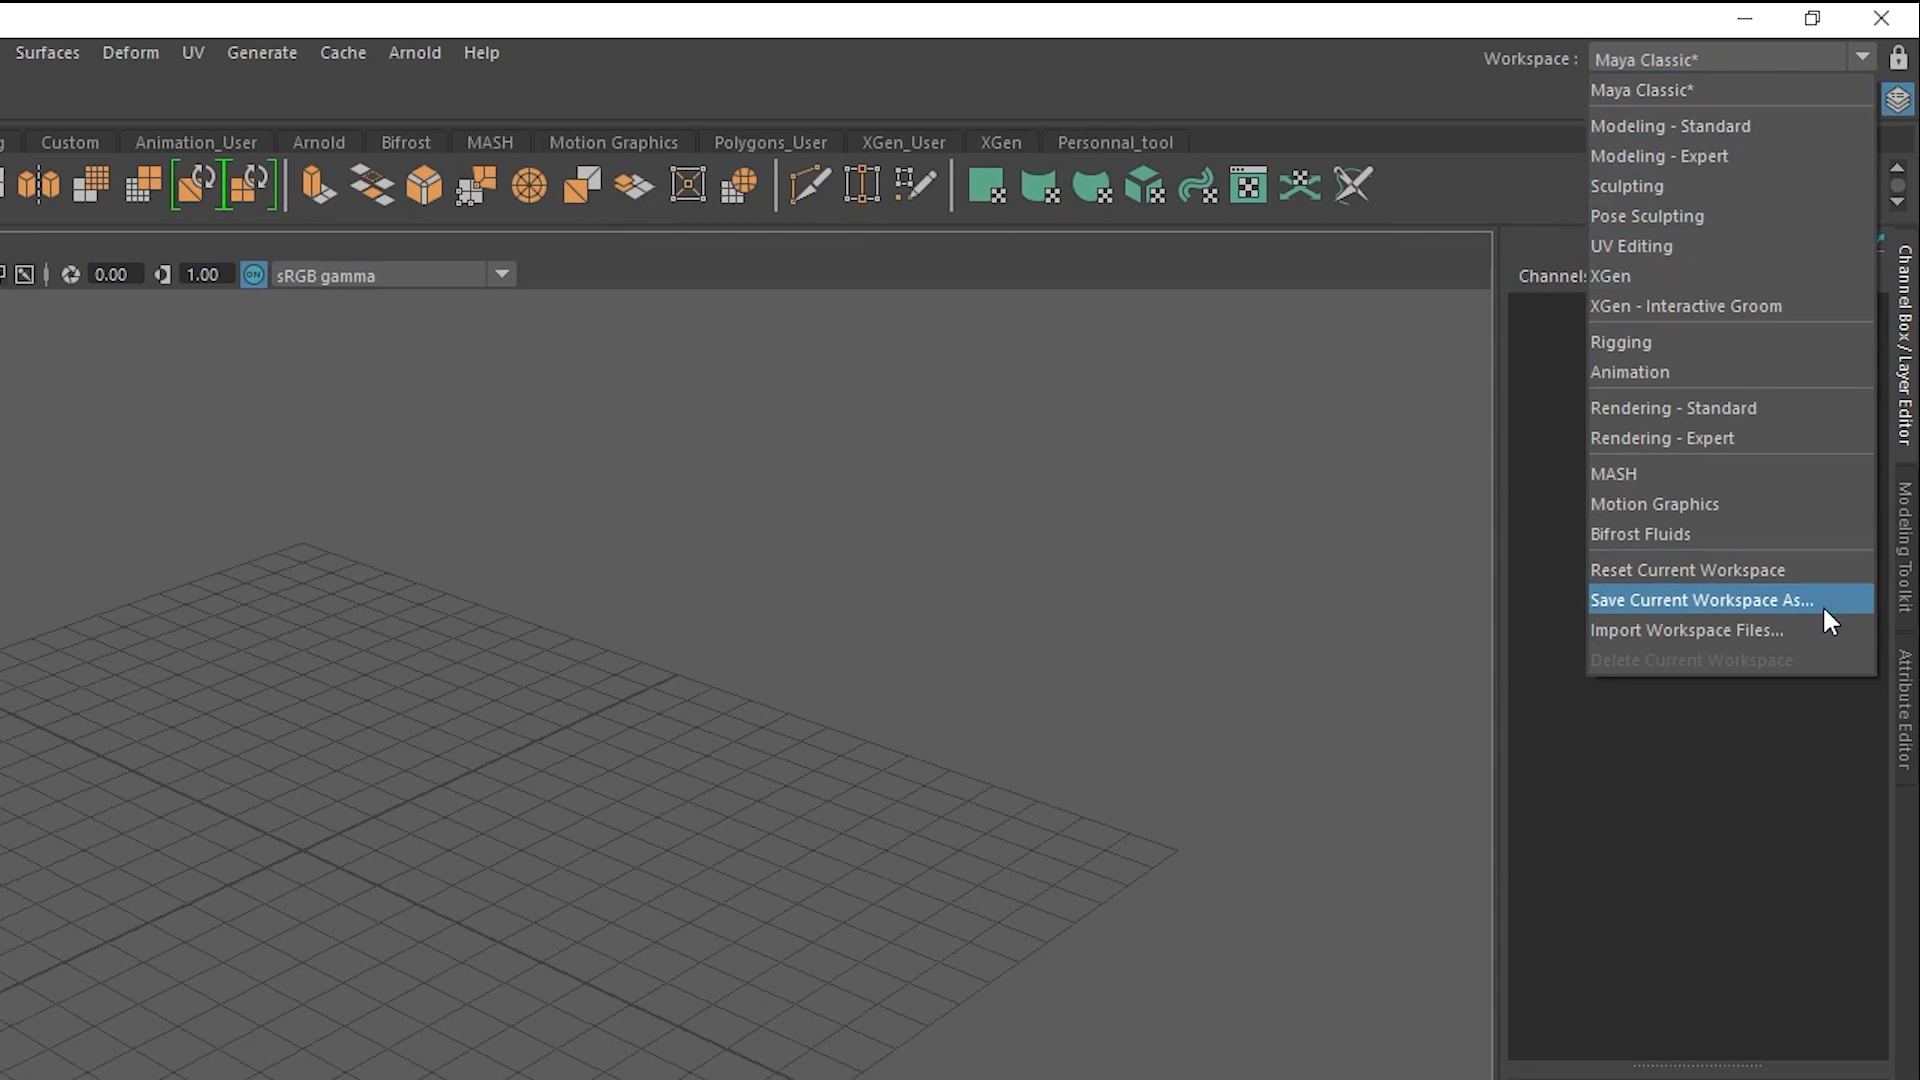 Surfaces Deform UV Generate Cache Arnold Help
Workspace : Maya Classic*
Maya Classic*
Custom Animation_User Arnold Bifrost MASH Motion Graphics Polygons_User XGen_User XGen Personnal_tool
Modeling - Standard
Modeling - Expert
Sculpting
Pose Sculpting
UV Editing
0.00 1.00 ON sRGB gamma
Channels
XGen
XGen - Interactive Groom
Rigging
Animation
Rendering - Standard
Rendering - Expert
MASH
Motion Graphics
Bifrost Fluids
Reset Current Workspace
Save Current Workspace As...
Import Workspace Files...
Delete Current Workspace
Channel Box / Layer Editor
Modeling Toolkit
Attribute Editor